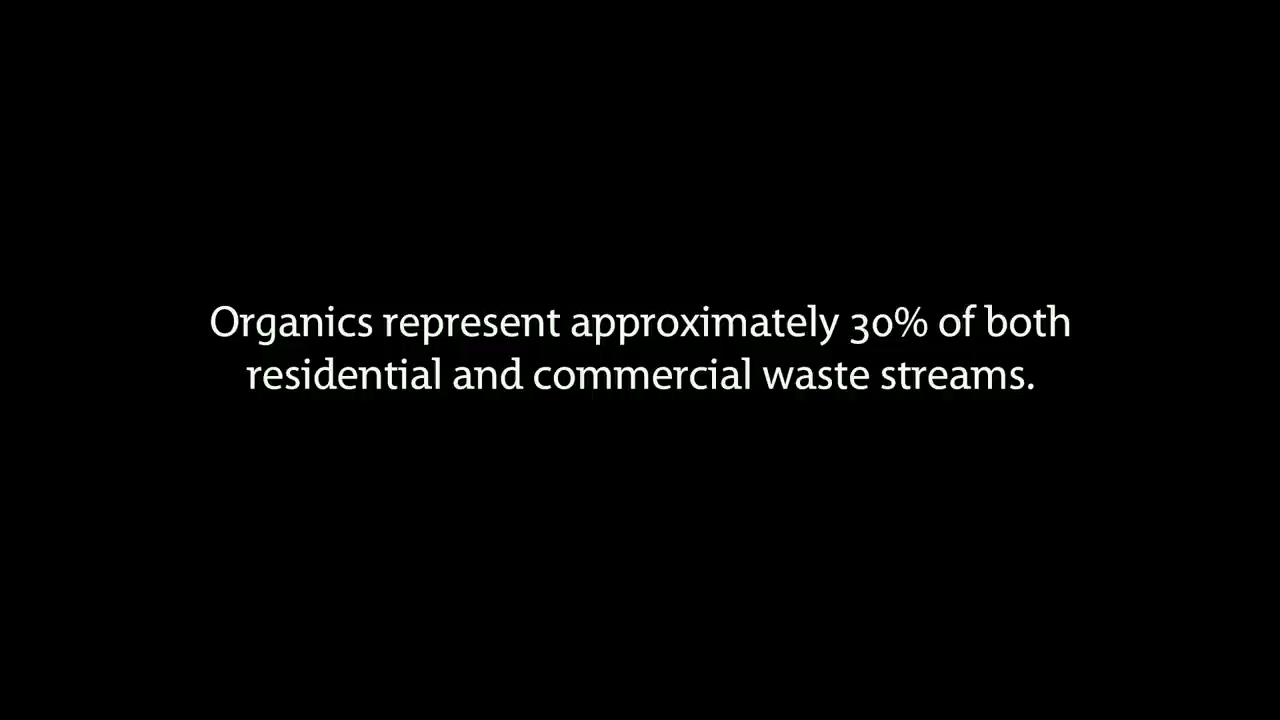 Organics represent approximately 30% of both
residential and commercial waste streams.